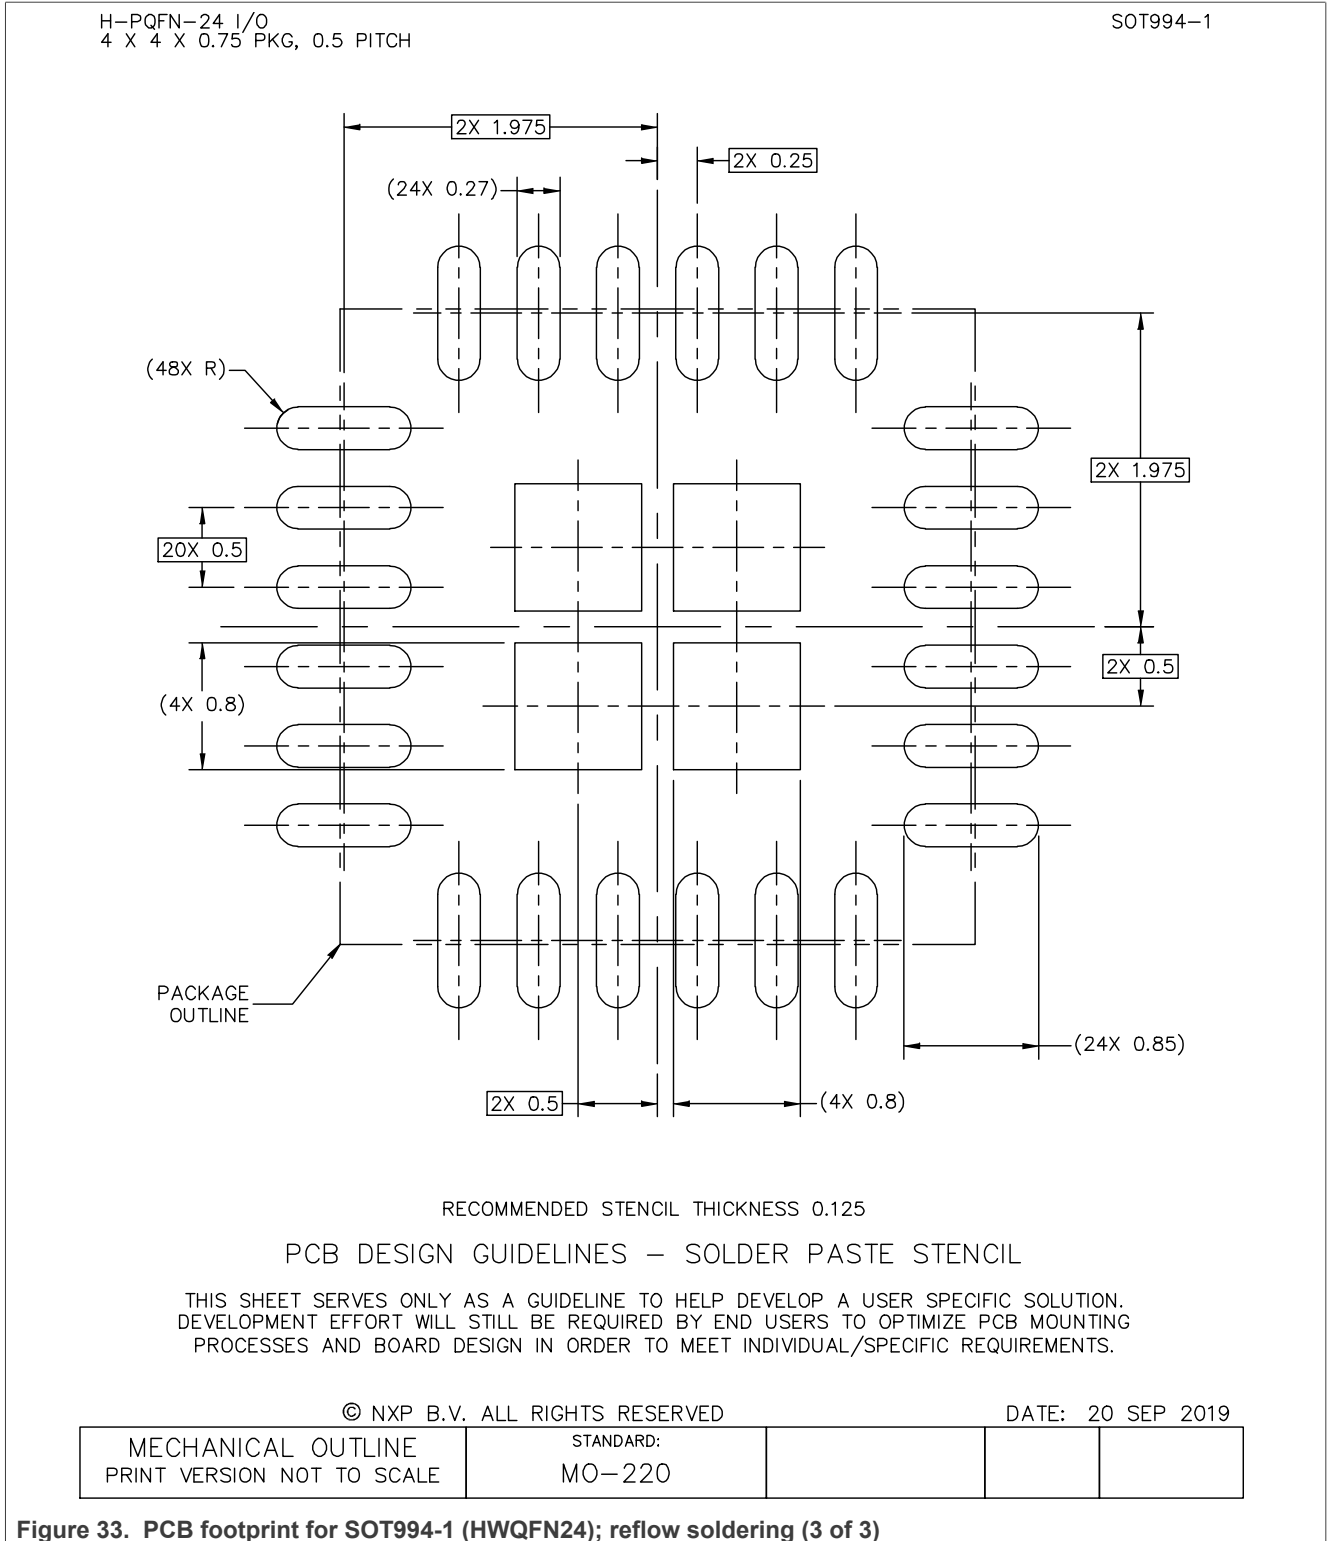 H-PQFN-24 I/O
4 X 4 X 0.75 PKG, 0.5 PITCH
SOT994-1
2X 1.975
2X 0.25
(24X 0.27)
(48X R)
2X 1.975
20X 0.5
2X 0.5
(4X 0.8)
PACKAGE
OUTLINE
(24X 0.85)
2X 0.5
(4X 0.8)
RECOMMENDED STENCIL THICKNESS 0.125
PCB DESIGN GUIDELINES - SOLDER PASTE STENCIL
THIS SHEET SERVES ONLY AS A GUIDELINE TO HELP DEVELOP A USER SPECIFIC SOLUTION.
DEVELOPMENT EFFORT WILL STILL BE REQUIRED BY END USERS TO OPTIMIZE PCB MOUNTING
PROCESSES AND BOARD DESIGN IN ORDER TO MEET INDIVIDUAL/SPECIFIC REQUIREMENTS.
© NXP B.V. ALL RIGHTS RESERVED
DATE: 20 SEP 2019
MECHANICAL OUTLINE
PRINT VERSION NOT TO SCALE
STANDARD:
MO-220
Figure 33. PCB footprint for SOT994-1 (HWQFN24); reflow soldering (3 of 3)